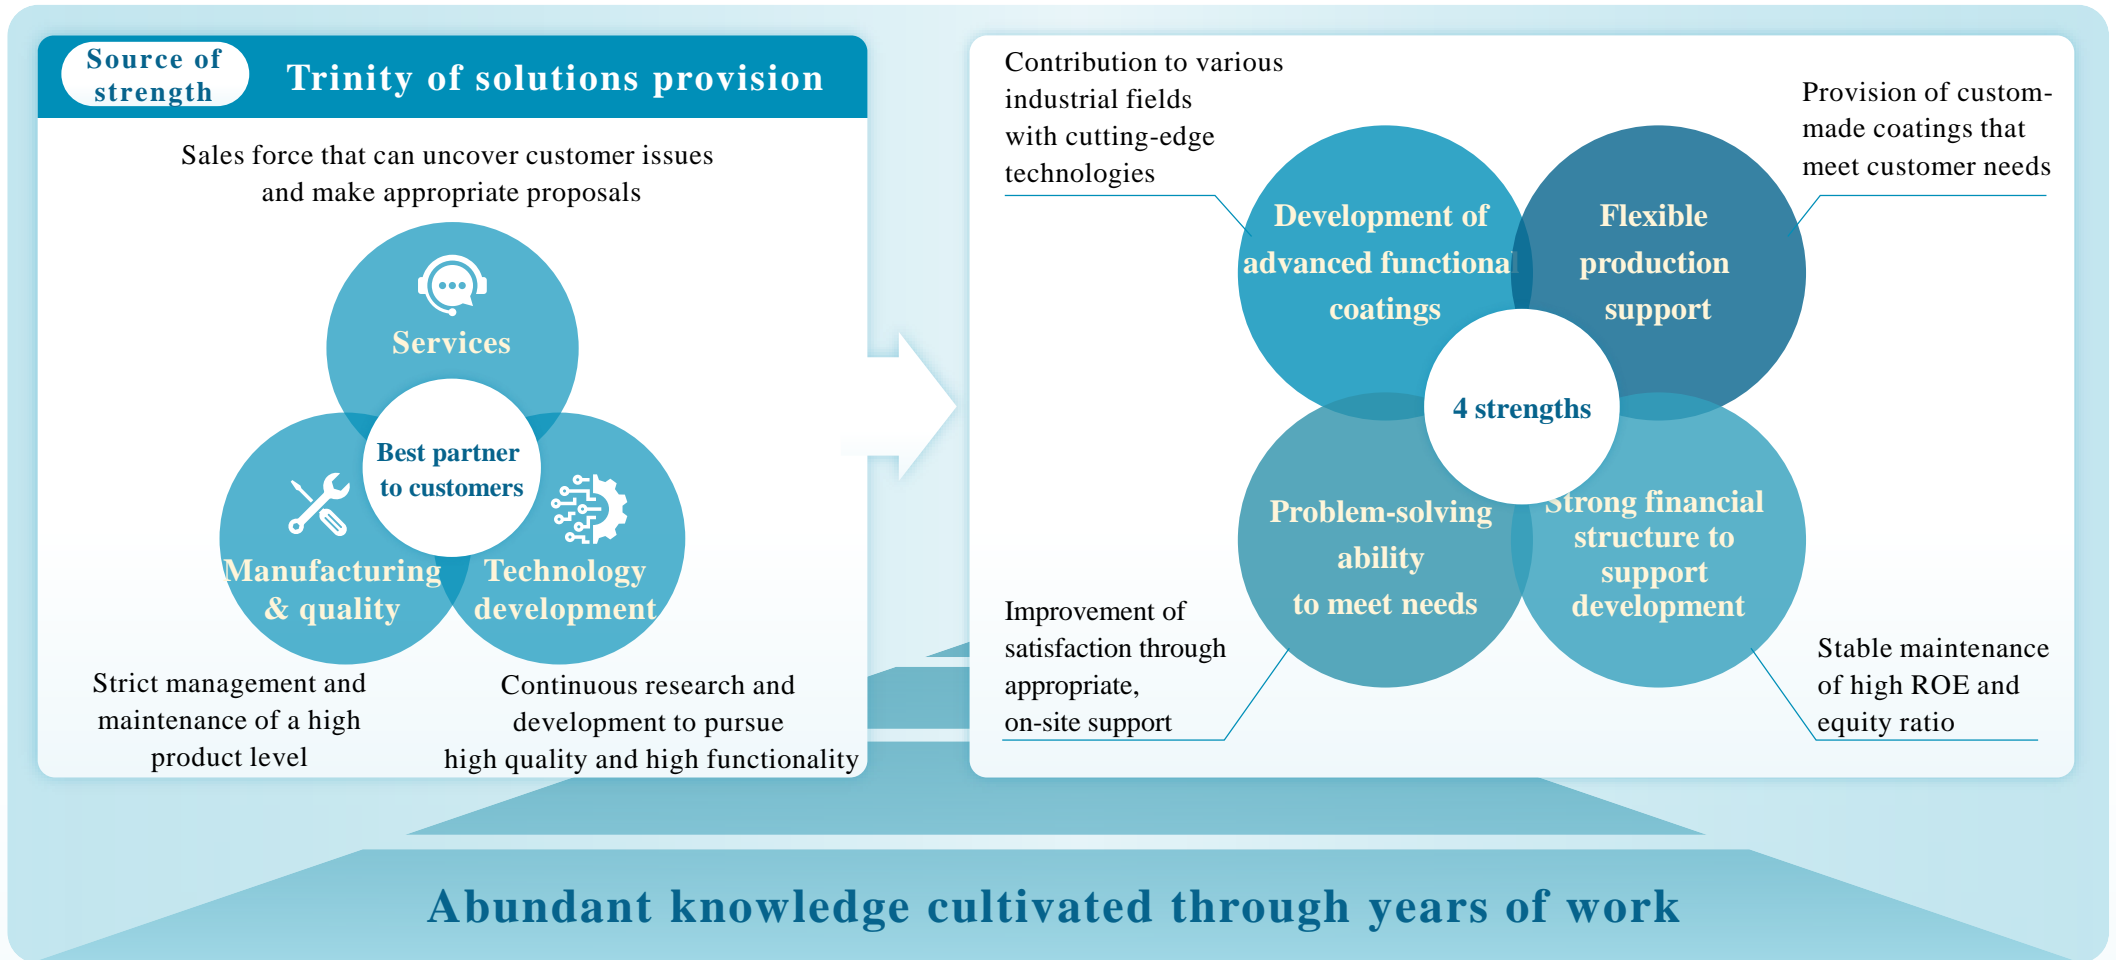 Source of
strength
Trinity of solutions provision
Sales force that can uncover customer issues
and make appropriate proposals
Services
Best partner
to customers
Manufacturing
& quality
Technology
development
Strict management and
maintenance of a high
product level
Continuous research and
development to pursue
high quality and high functionality
Contribution to various
industrial fields
with cutting-edge
technologies
Provision of custom-
made coatings that
meet customer needs
Development of
advanced functional
coatings
Flexible
production
support
4 strengths
Problem-solving
ability
to meet needs
Strong financial
structure to
support
development
Improvement of
satisfaction through
appropriate,
on-site support
Stable maintenance
of high ROE and
equity ratio
Abundant knowledge cultivated through years of work